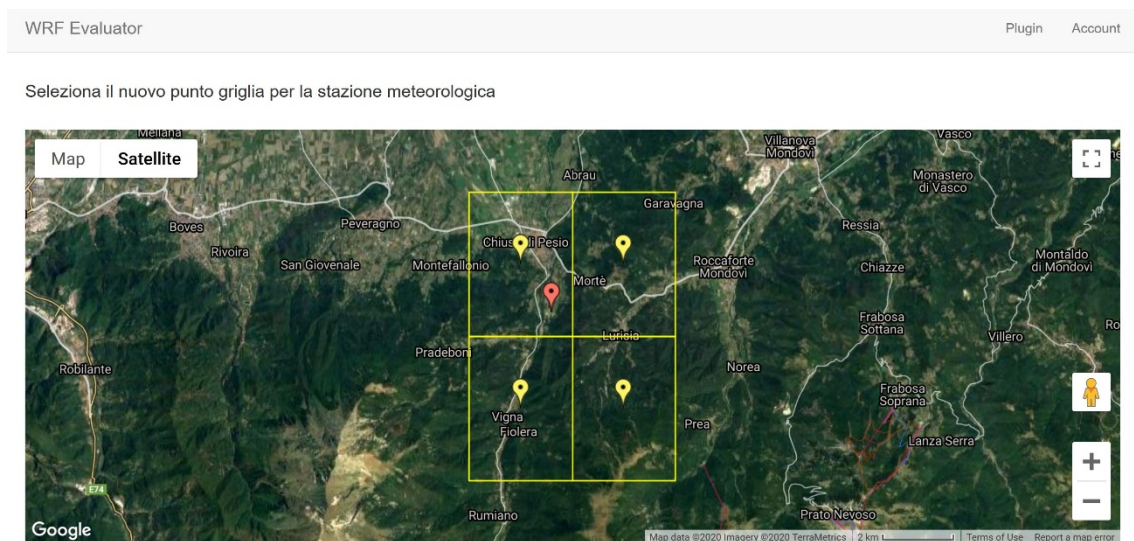 WRF Evaluator
Plugin
Account
Seleziona il nuovo punto griglia per la stazione meteorologica
Map
Satellite
Mellana
Villanova
Mondovì
Vasco
Abrau
Monastero
di Vasco
Garavagna
Boves
Peveragno
Ressia
Rivoira
San Giovenale
Montefallonio
Roccaforte
Mondovì
Chiazze
Montaldo
di Mondovì
Mortè
Frabosa
Sottana
Lurisia
Villero
Ro
Pradeboni
Robilante
Norea
Frabosa
Soprana
Vigna
Fiolera
Prea
Lanza Serra
E74
Rumiano
Prato Nevoso
Google
Map data ©2020 Imagery ©2020 TerraMetrics
2 km
Terms of Use
Report a map error